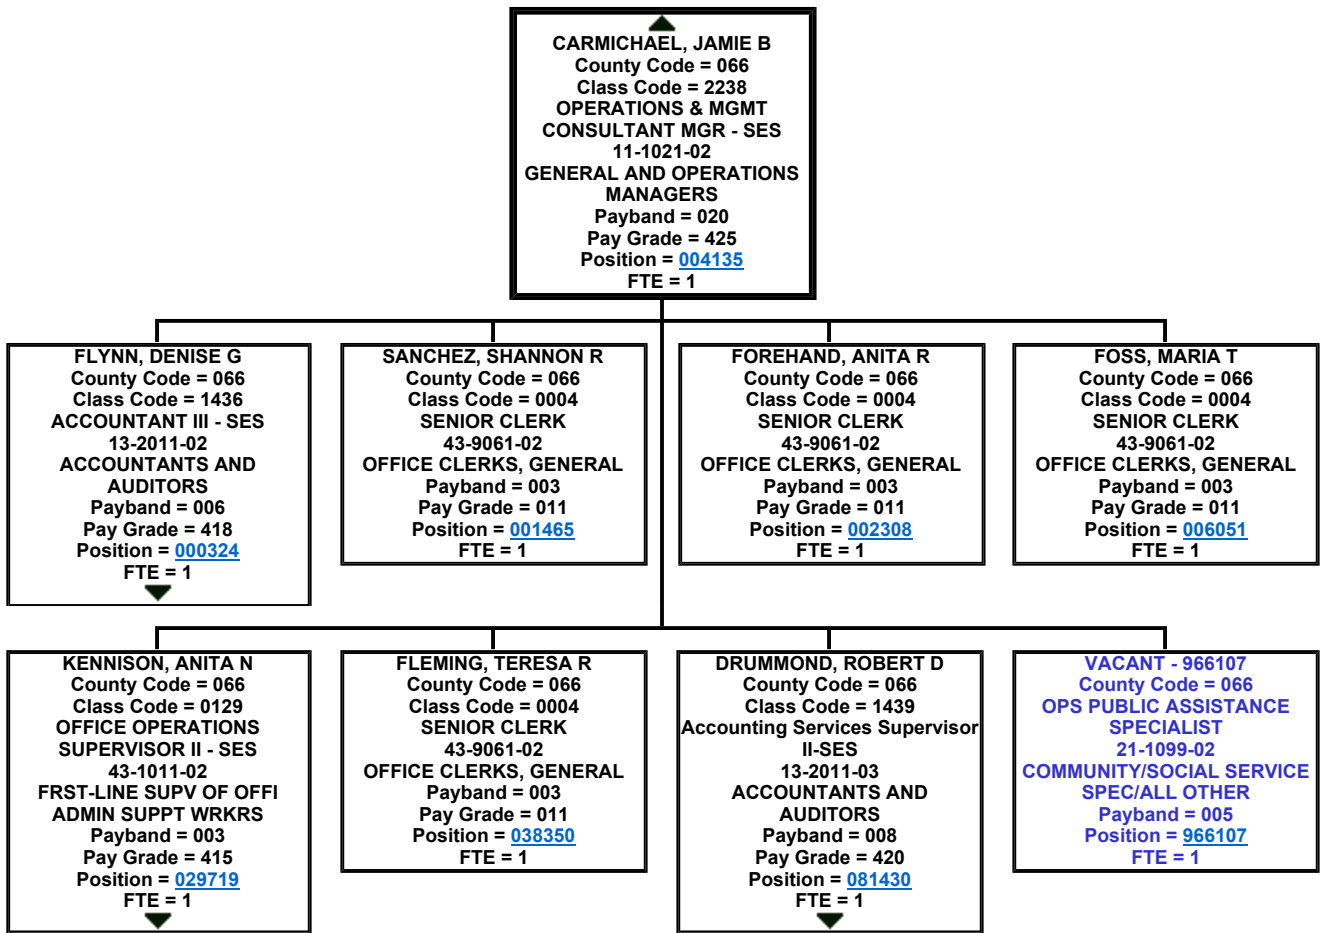 CARMICHAEL, JAMIE B
County Code = 066
Class Code = 2238
OPERATIONS & MGMT
CONSULTANT MGR - SES
11-1021-02
GENERAL AND OPERATIONS
MANAGERS
Payband = 020
Pay Grade = 425
Position = 004135
FTE = 1
FLYNN, DENISE G
County Code = 066
Class Code = 1436
ACCOUNTANT III - SES
13-2011-02
ACCOUNTANTS AND
AUDITORS
Payband = 006
Pay Grade = 418
Position = 000324
FTE = 1
SANCHEZ, SHANNON R
County Code = 066
Class Code = 0004
SENIOR CLERK
43-9061-02
OFFICE CLERKS, GENERAL
Payband = 003
Pay Grade = 011
Position = 001465
FTE = 1
FOREHAND, ANITA R
County Code = 066
Class Code = 0004
SENIOR CLERK
43-9061-02
OFFICE CLERKS, GENERAL
Payband = 003
Pay Grade = 011
Position = 002308
FTE = 1
FOSS, MARIA T
County Code = 066
Class Code = 0004
SENIOR CLERK
43-9061-02
OFFICE CLERKS, GENERAL
Payband = 003
Pay Grade = 011
Position = 006051
FTE = 1
KENNISON, ANITA N
County Code = 066
Class Code = 0129
OFFICE OPERATIONS
SUPERVISOR II - SES
43-1011-02
FRST-LINE SUPV OF OFFI
ADMIN SUPPT WRKRS
Payband = 003
Pay Grade = 415
Position = 029719
FTE = 1
FLEMING, TERESA R
County Code = 066
Class Code = 0004
SENIOR CLERK
43-9061-02
OFFICE CLERKS, GENERAL
Payband = 003
Pay Grade = 011
Position = 038350
FTE = 1
DRUMMOND, ROBERT D
County Code = 066
Class Code = 1439
Accounting Services Supervisor
II-SES
13-2011-03
ACCOUNTANTS AND
AUDITORS
Payband = 008
Pay Grade = 420
Position = 081430
FTE = 1
VACANT - 966107
County Code = 066
OPS PUBLIC ASSISTANCE
SPECIALIST
21-1099-02
COMMUNITY/SOCIAL SERVICE
SPEC/ALL OTHER
Payband = 005
Position = 966107
FTE = 1